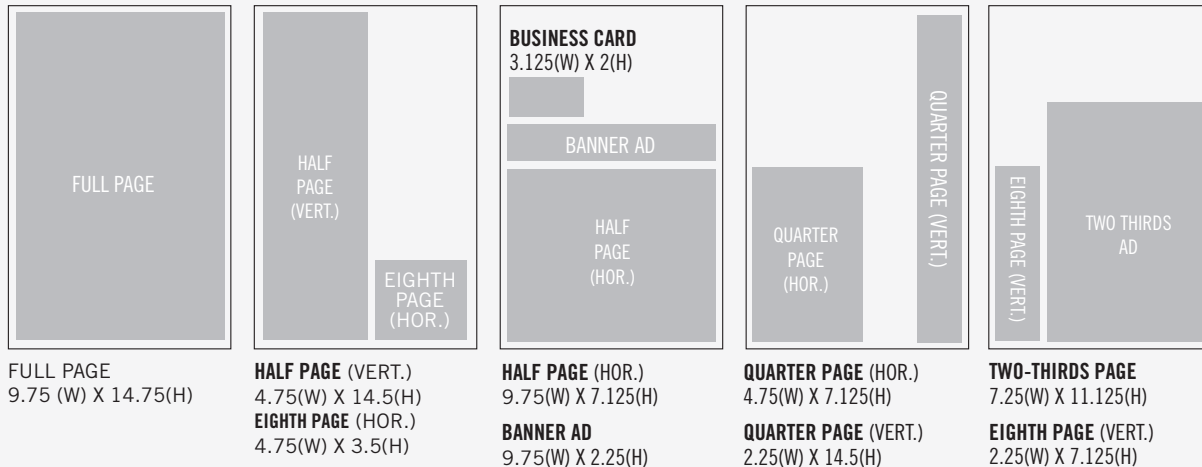 FULL PAGE
FULL PAGE
9.75 (W) X 14.75(H)
HALF
PAGE
(VERT.)
EIGHTH
PAGE
(HOR.)
HALF PAGE (VERT.)
4.75(W) X 14.5(H)
EIGHTH PAGE (HOR.)
4.75(W) X 3.5(H)
BUSINESS CARD
3.125(W) X 2(H)
BANNER AD
HALF
PAGE
(HOR.)
HALF PAGE (HOR.)
9.75(W) X 7.125(H)
BANNER AD
9.75(W) X 2.25(H)
QUARTER
PAGE
(HOR.)
QUARTER PAGE (VERT.)
QUARTER PAGE (HOR.)
4.75(W) X 7.125(H)
QUARTER PAGE (VERT.)
2.25(W) X 14.5(H)
EIGHTH PAGE (VERT.)
TWO THIRDS
AD
TWO-THIRDS PAGE
7.25(W) X 11.125(H)
EIGHTH PAGE (VERT.)
2.25(W) X 7.125(H)